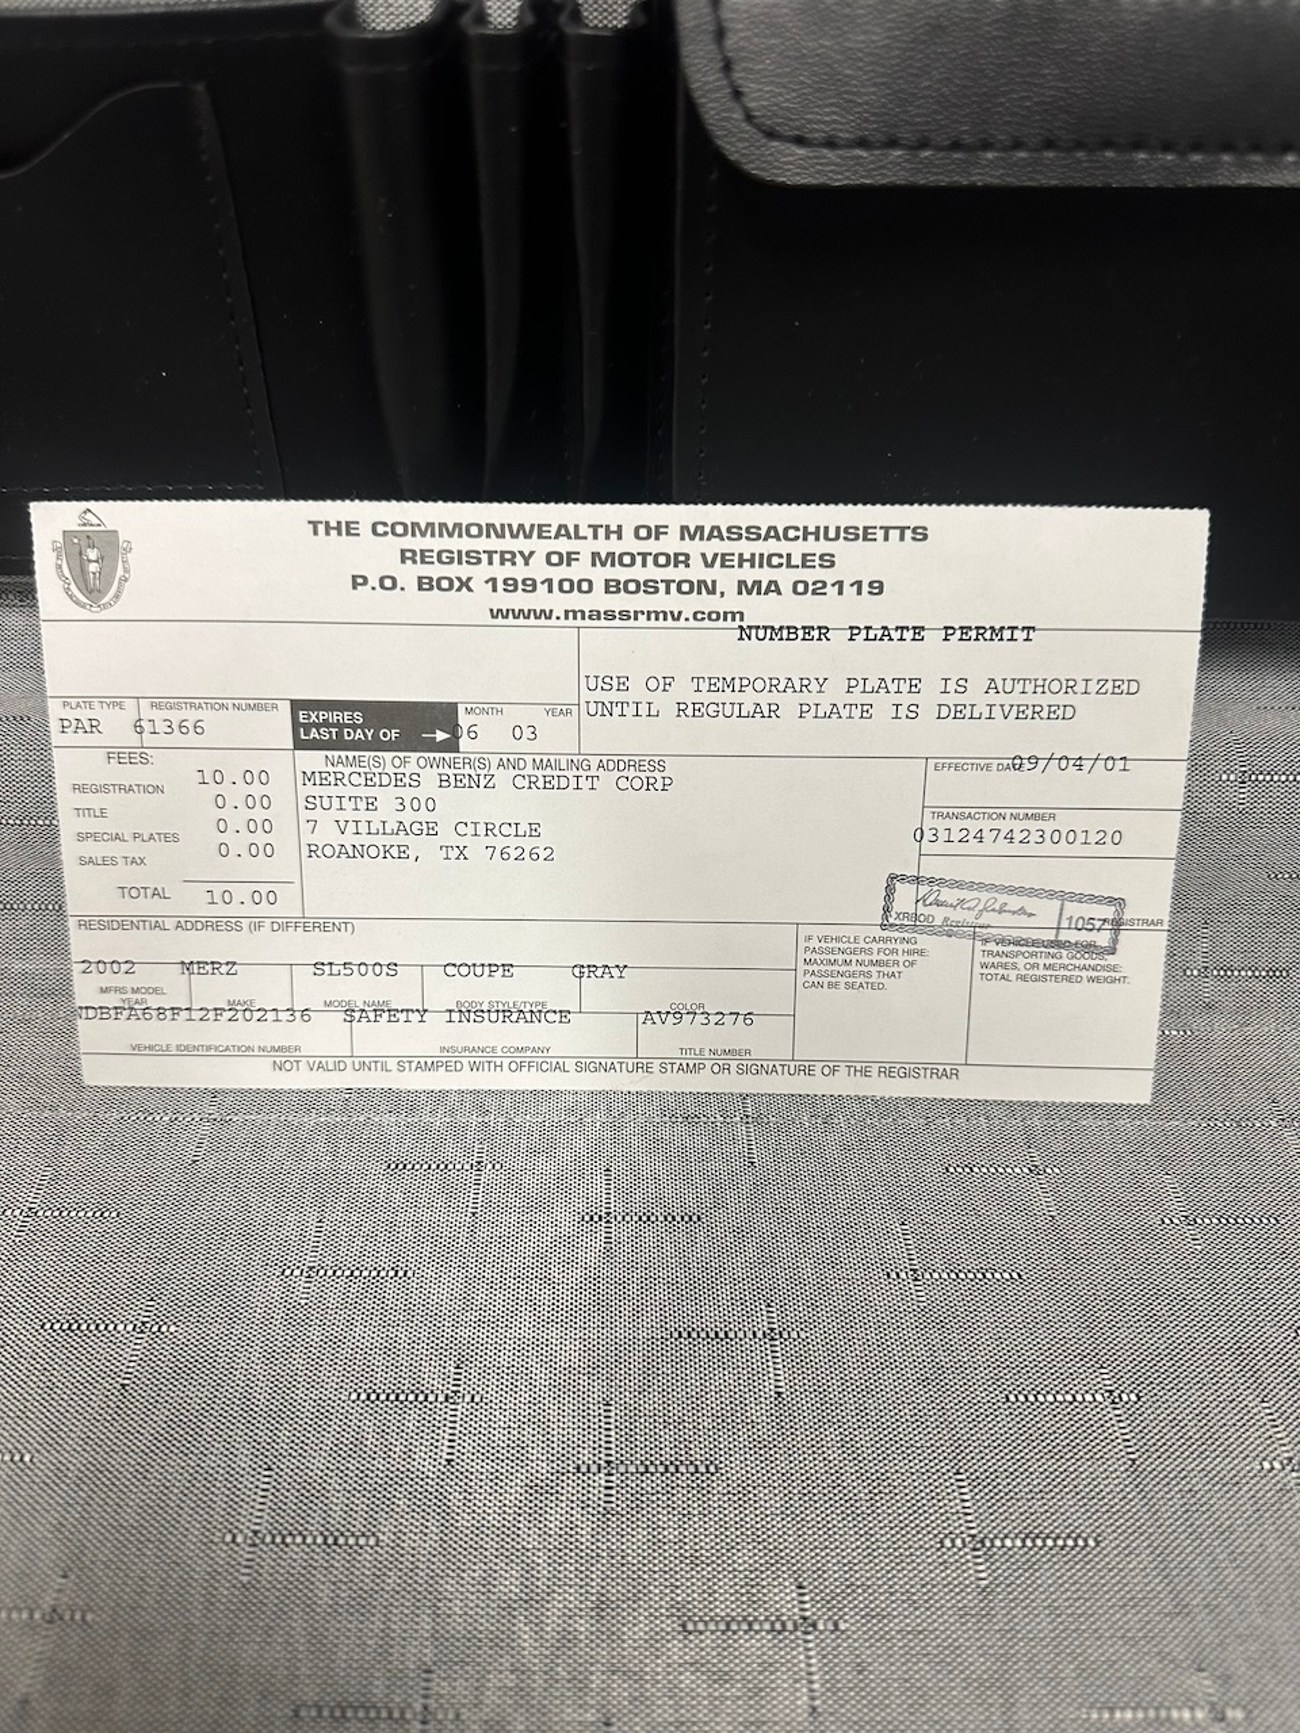 THE COMMONWEALTH OF MASSACHUSETTS
REGISTRY OF MOTOR VEHICLES
P.O. BOX 199100 BOSTON, MA 02119
www.massrmv.com
NUMBER PLATE PERMIT
USE OF TEMPORARY PLATE IS AUTHORIZED
UNTIL REGULAR PLATE IS DELIVERED
PLATE TYPE REGISTRATION NUMBER
PAR 61366
EXPIRES
LAST DAY OF
MONTH YEAR
06 03
FEES:
REGISTRATION 10.00
TITLE 0.00
SPECIAL PLATES 0.00
SALES TAX 0.00
TOTAL 10.00
NAME(S) OF OWNER(S) AND MAILING ADDRESS
MERCEDES BENZ CREDIT CORP
SUITE 300
7 VILLAGE CIRCLE
ROANOKE, TX 76262
EFFECTIVE DATE 09/04/01
TRANSACTION NUMBER
03124742300120
XRBOD Registrar 1057 REGISTRAR
RESIDENTIAL ADDRESS (IF DIFFERENT)
2002 MERZ SL500S COUPE GRAY
MFRS MODEL
YEAR MAKE MODEL NAME BODY STYLE/TYPE COLOR
WDBFA68F12F202136 SAFETY INSURANCE AV973276
VEHICLE IDENTIFICATION NUMBER INSURANCE COMPANY TITLE NUMBER
IF VEHICLE CARRYING
PASSENGERS FOR HIRE:
MAXIMUM NUMBER OF
PASSENGERS THAT
CAN BE SEATED.
IF VEHICLE USED FOR
TRANSPORTING GOODS,
WARES, OR MERCHANDISE:
TOTAL REGISTERED WEIGHT.
NOT VALID UNTIL STAMPED WITH OFFICIAL SIGNATURE STAMP OR SIGNATURE OF THE REGISTRAR